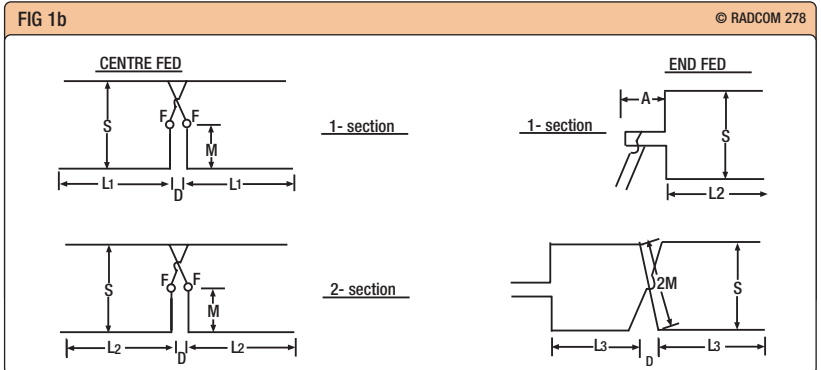 FIG 1b
© RADCOM 278
CENTRE FED
S
F F
M
L1
D
L1
1- section
END FED
1- section
A
S
L2
S
F F
M
L2
D
L2
2- section
2M
S
L3
D
L3